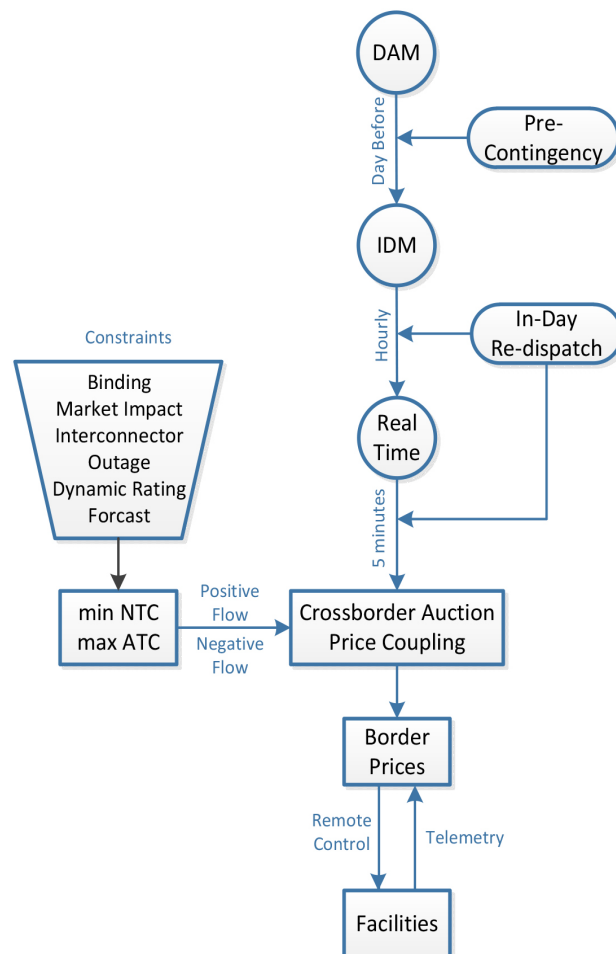 DAM
Day Before
Pre-
Contingency
IDM
Hourly
In-Day
Re-dispatch
Constraints
Binding
Market Impact
Interconnector
Outage
Dynamic Rating
Forcast
Real
Time
5 minutes
min NTC
max ATC
Positive
Flow
Negative
Flow
Crossborder Auction
Price Coupling
Border
Prices
Remote
Control
Telemetry
Facilities